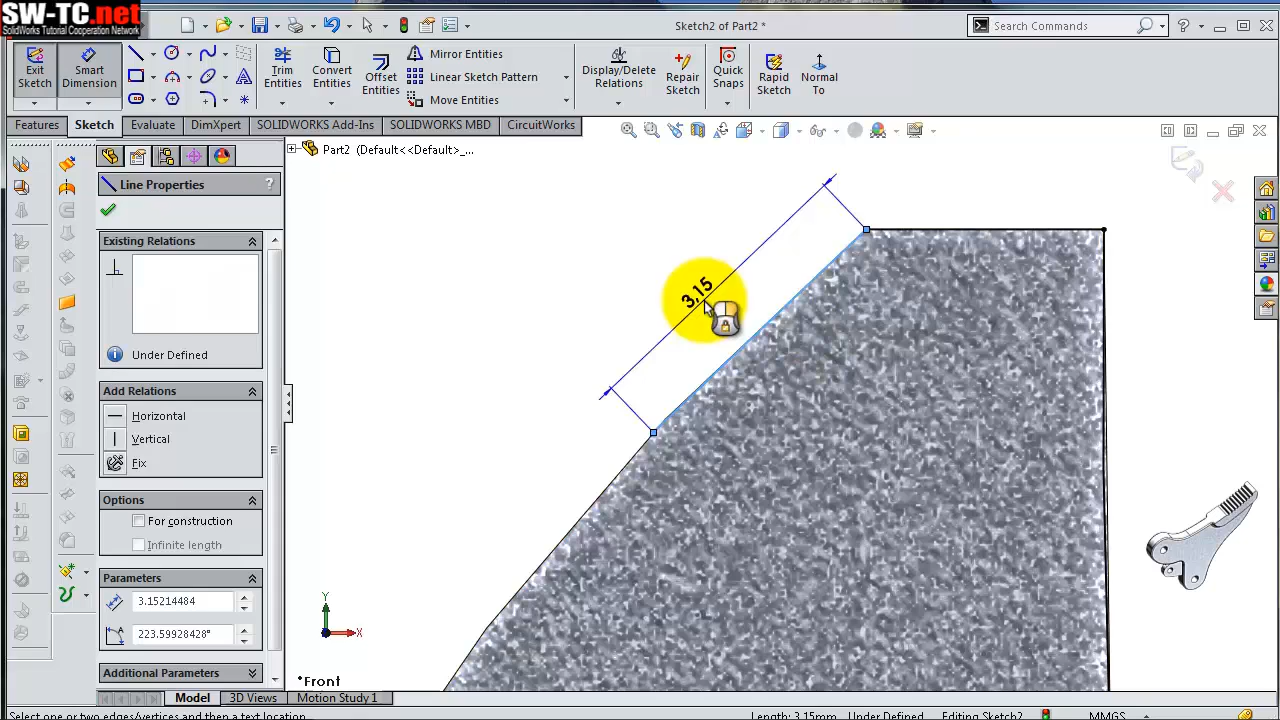 SW-TC.net
SolidWorks Tutorial Cooperation Network
Sketch2 of Part2 *
Search Commands
Exit Sketch
Smart Dimension
Trim Entities
Convert Entities
Offset Entities
Mirror Entities
Linear Sketch Pattern
Move Entities
Display/Delete Relations
Repair Sketch
Quick Snaps
Rapid Sketch
Normal To
Features
Sketch
Evaluate
DimXpert
SOLIDWORKS Add-Ins
SOLIDWORKS MBD
CircuitWorks
Part2 (Default<<Default>_...
Line Properties
?
Existing Relations
Under Defined
Add Relations
Horizontal
Vertical
Fix
Options
For construction
Infinite length
Parameters
3.15214484
223.59928428°
Additional Parameters
3,15
Y
X
*Front
Model
3D Views
Motion Study 1
Select one or two edges/vertices and then a text location.
Length: 3.15mm
Under Defined
Editing Sketch2
MMGS